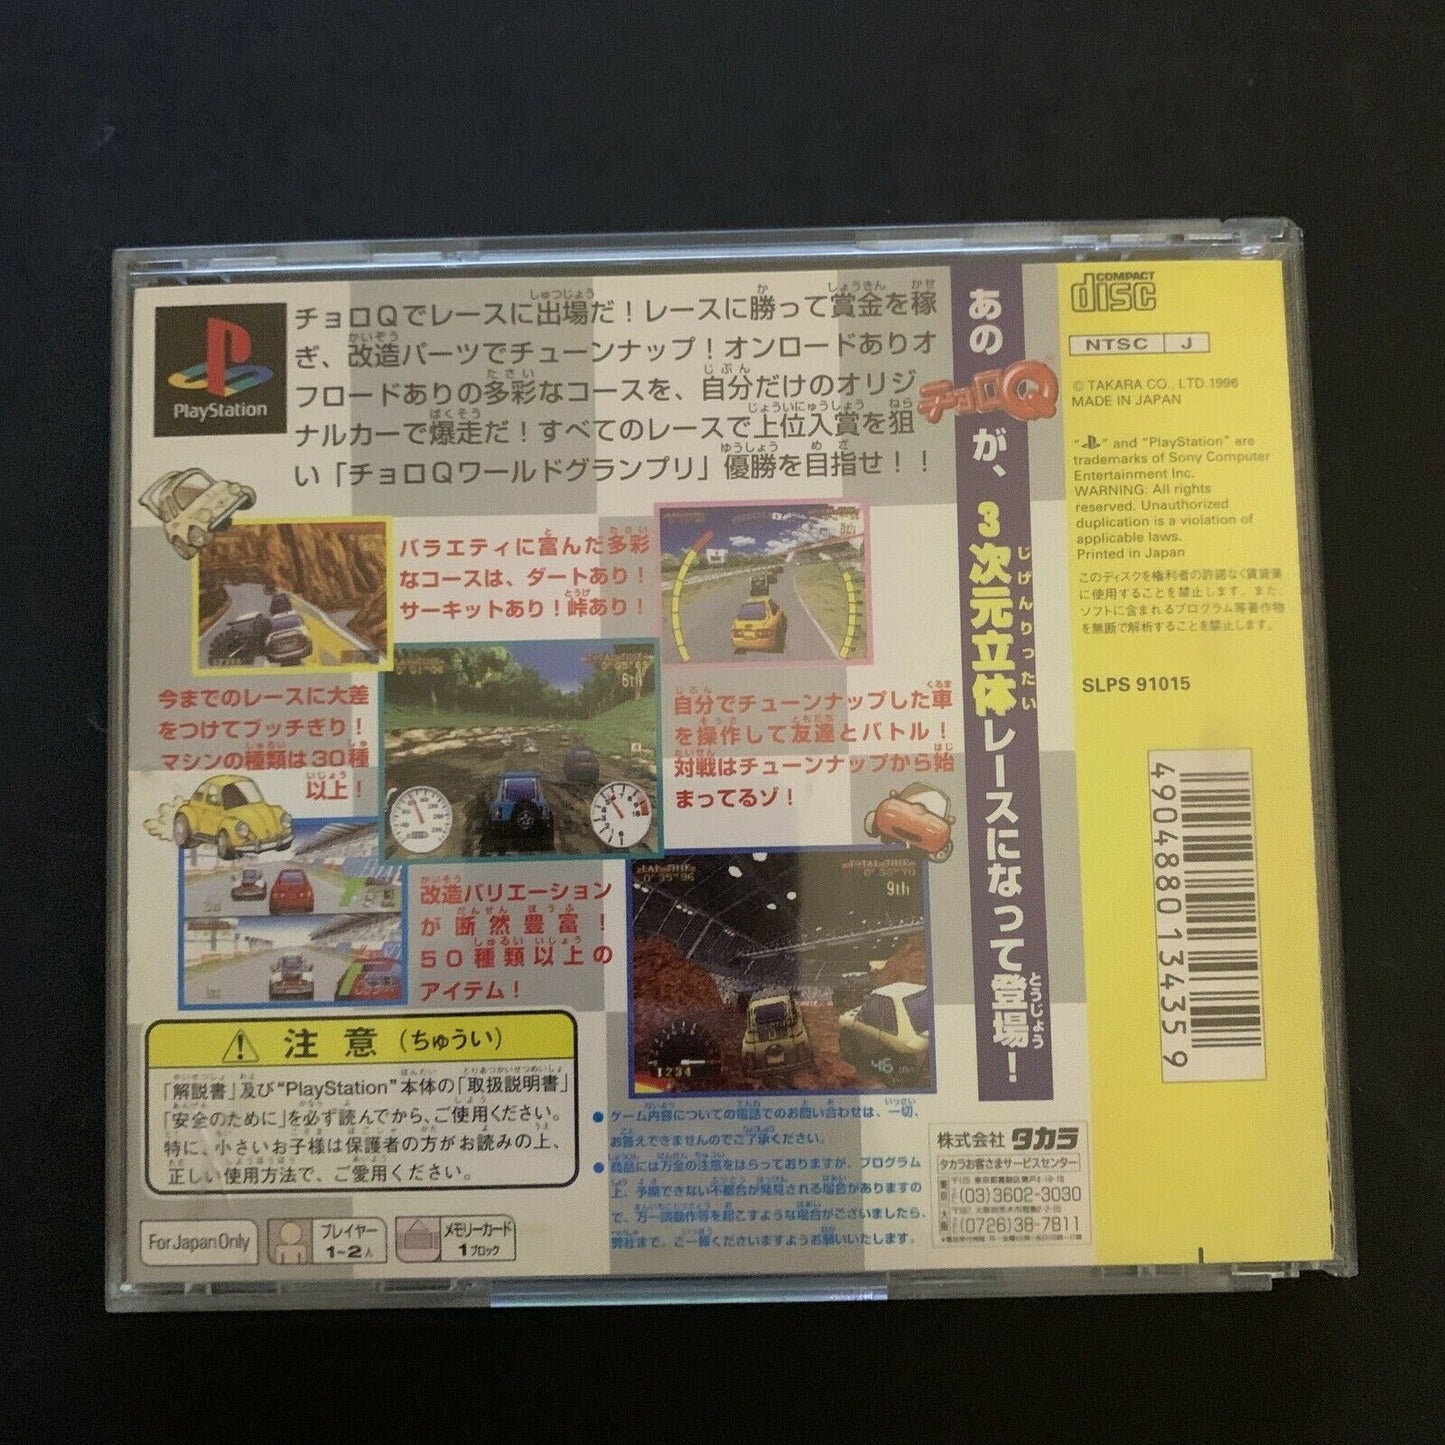 PlayStation
チョロQでレースに出場だ！レースに勝って賞金を稼
ぎ、改造パーツでチューンナップ！オンロードありオ
フロードありの多彩なコースを、自分だけのオリジ
ナルカーで爆走だ！すべてのレースで上位入賞を狙
い「チョロQワールドグランプリ」優勝を目指せ！！
バラエティに富んだ多彩
なコースは、ダートあり！
サーキットあり！峠あり！
今までのレースに大差
をつけてブッチぎり！
マシンの種類は30種
以上！
自分でチューンナップした車
を操作して友達とバトル！
対戦はチューンナップから始
まってるゾ！
改造バリエーション
が断然豊富！
50種類以上の
アイテム！
6th
9th
46
1234
注意（ちゅうい）
「解説書」及び“PlayStation”本体の「取扱説明書」
「安全のために」を必ず読んでから、ご使用ください。
特に、小さいお子様は保護者の方がお読みの上、
正しい使用方法で、ご愛用ください。
For Japan Only
プレイヤー
1~2人
メモリーカード
1ブロック
●ゲーム内容についての電話でのお問い合わせは、一切、
お答えできませんのでご了承ください。
●商品には万全の注意をはらっておりますが、プログラム
上、予期できない不都合が発見される場合がありますの
で、万一誤動作等を起こすような場合がございましたら、
弊社まで、ご一報くださいますようお願いいたします。
あのチョロQが、3次元立体レースになって登場！
株式会社 タカラ
タカラお客さまサービスセンター
東京
(03)3602-3030
大阪
(0726)38-7811
COMPACT
disc
NTSC J
© TAKARA CO., LTD.1996
MADE IN JAPAN
“ ” and “PlayStation” are
trademarks of Sony Computer
Entertainment Inc.
WARNING: All rights
reserved. Unauthorized
duplication is a violation of
applicable laws.
Printed in Japan
このディスクを権利者の許諾なく賃貸業
に使用することを禁止します。また、
ソフトに含まれるプログラム等著作物
を無断で解析することを禁止します。
SLPS 91015
4904880134359